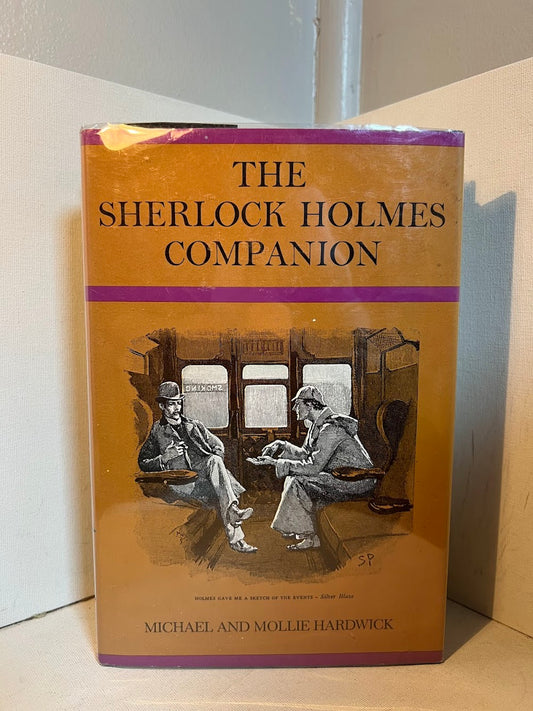 THE
SHERLOCK HOLMES
COMPANION
SMOKING
SP
HOLMES GAVE ME A SKETCH OF THE EVENTS – Silver Blaze
MICHAEL AND MOLLIE HARDWICK